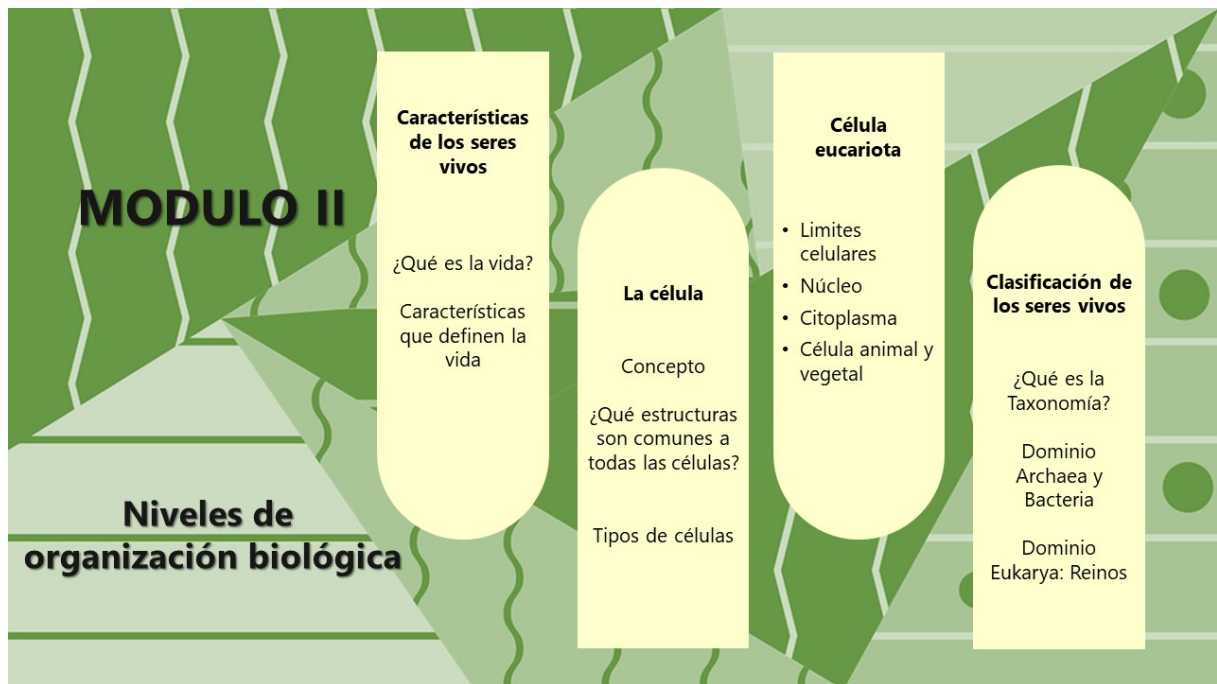 MODULO II
Niveles de
organización biológica
Características
de los seres
vivos
¿Qué es la vida?
Características
que definen la
vida
La célula
Concepto
¿Qué estructuras
son comunes a
todas las células?
Tipos de células
Célula
eucariota
• Limites
celulares
• Núcleo
• Citoplasma
• Célula animal y
vegetal
Clasificación de
los seres vivos
¿Qué es la
Taxonomía?
Dominio
Archaea y
Bacteria
Dominio
Eukarya: Reinos